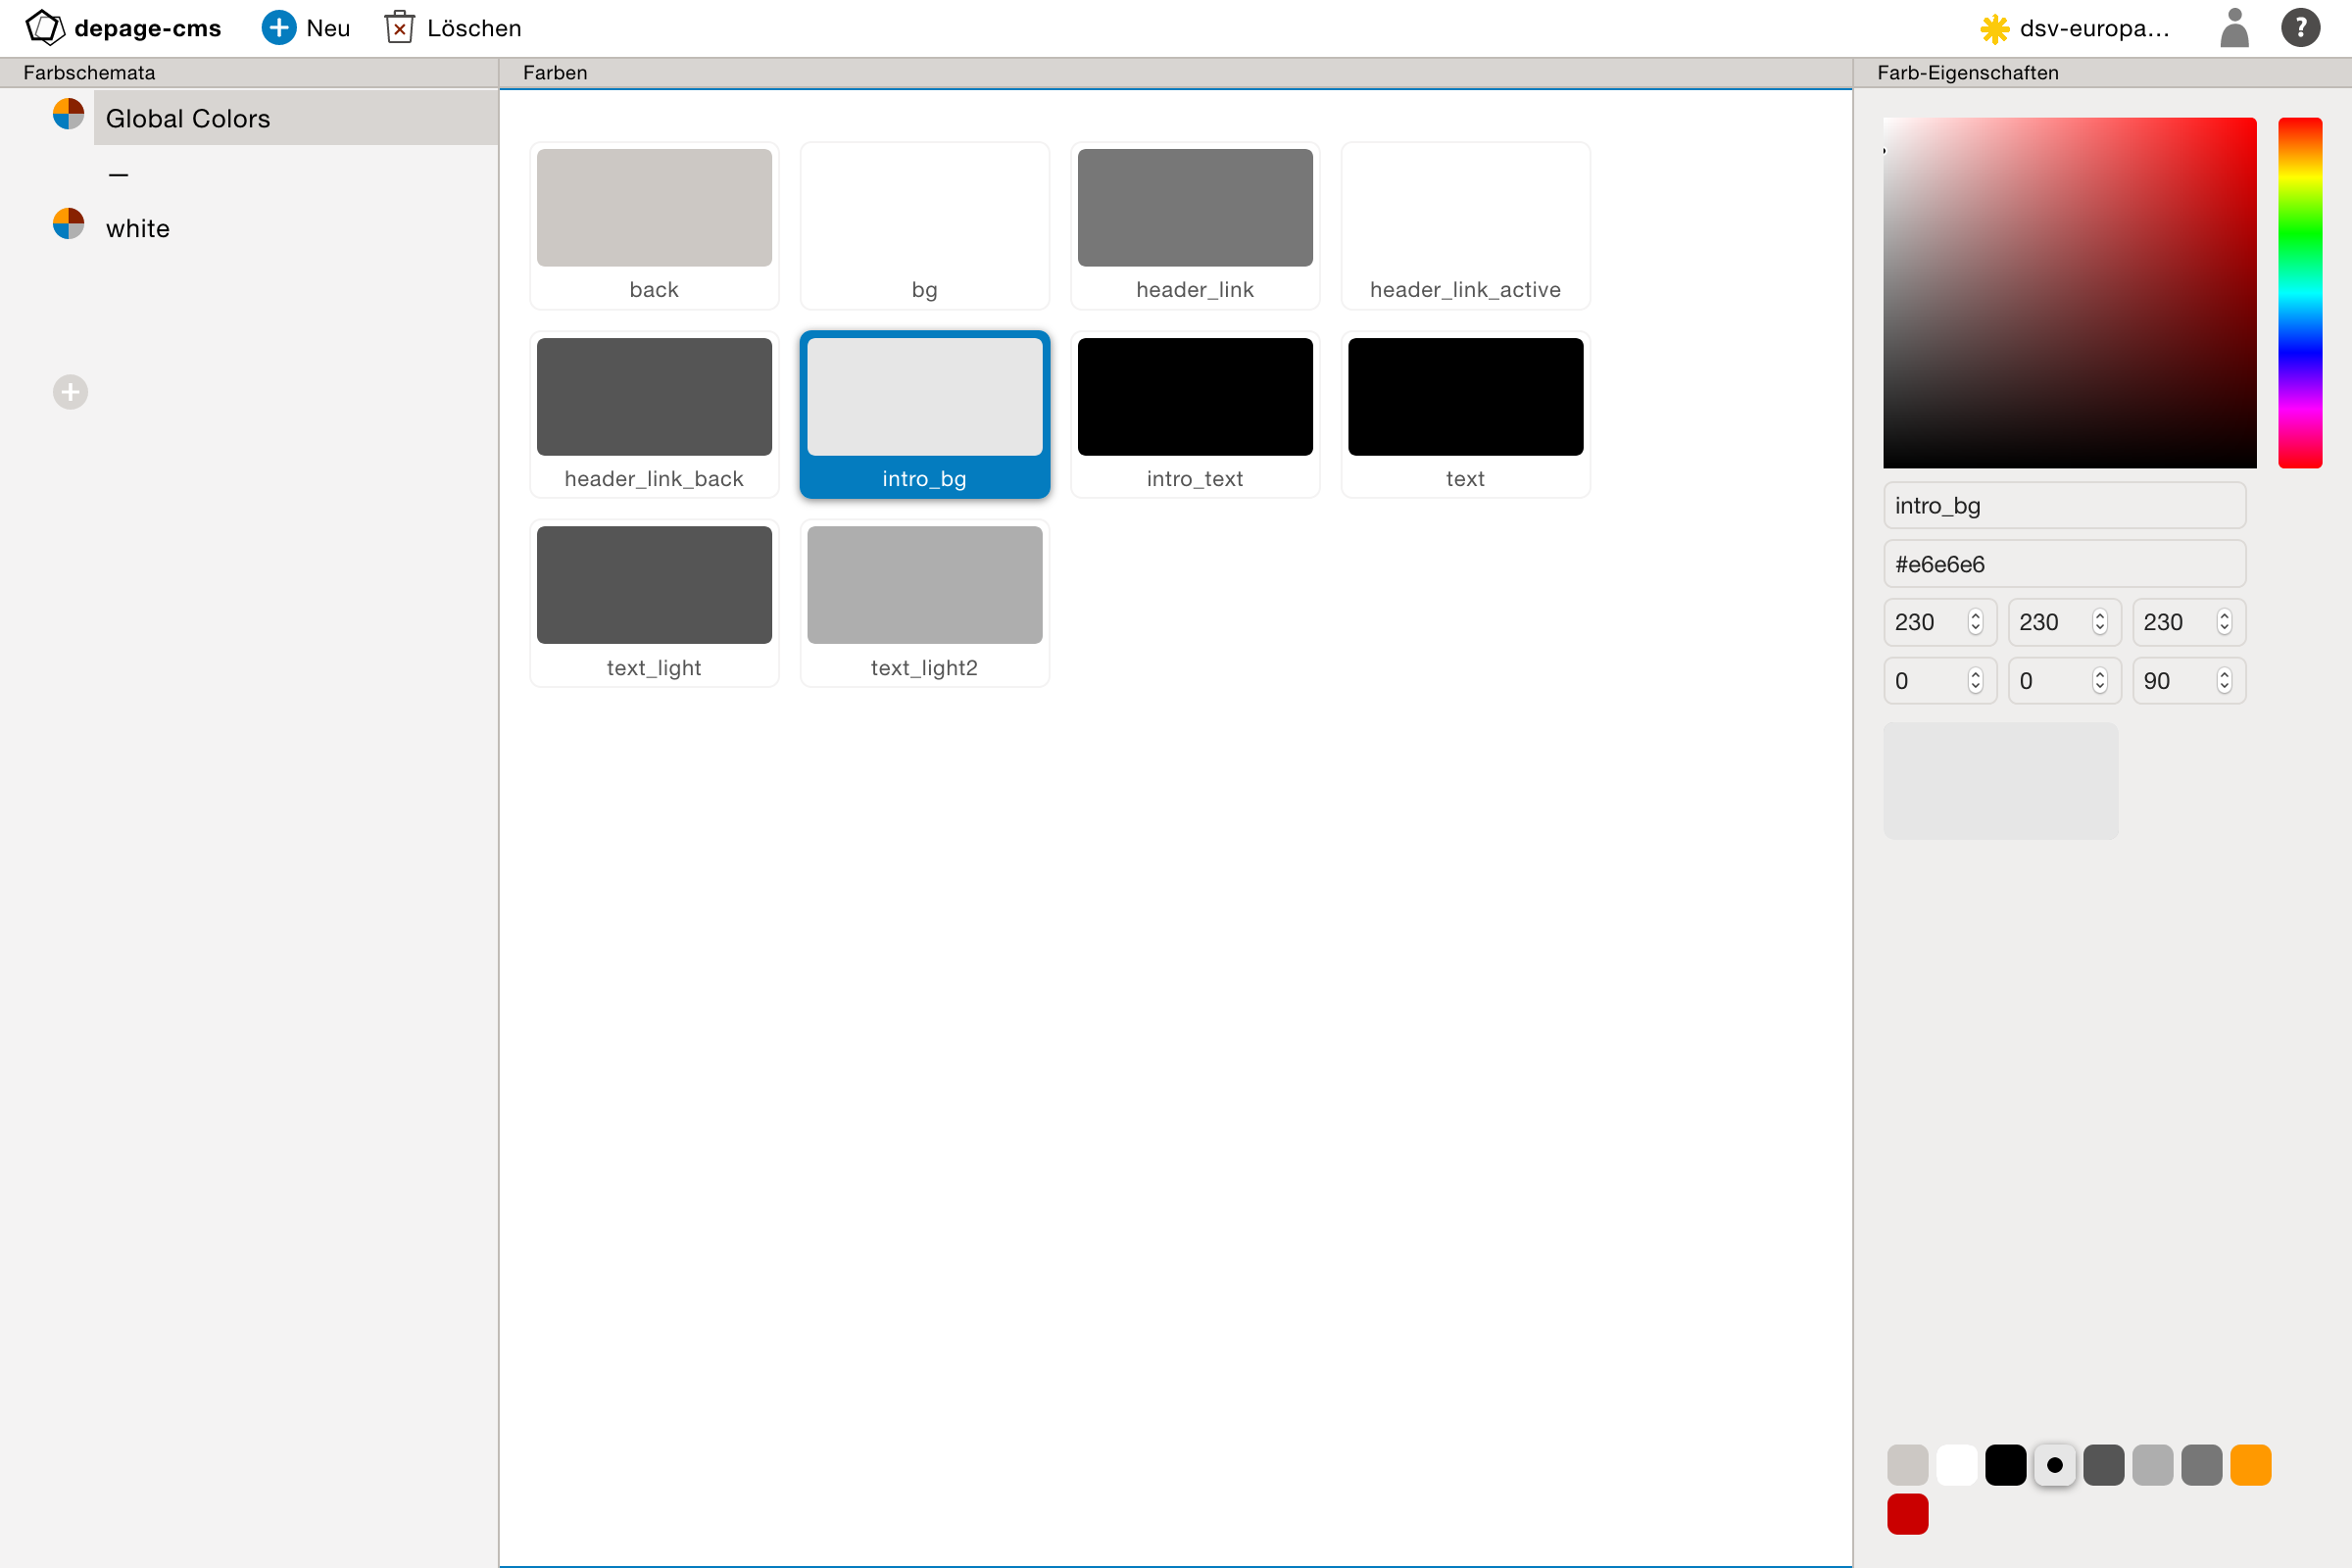 depage-cms Neu Löschen dsv-europa... ?
Farbschemata Farben Farb-Eigenschaften
Global Colors
—
white
back bg header_link header_link_active
header_link_back intro_bg intro_text text
text_light text_light2
intro_bg
#e6e6e6
230 230 230
0 0 90